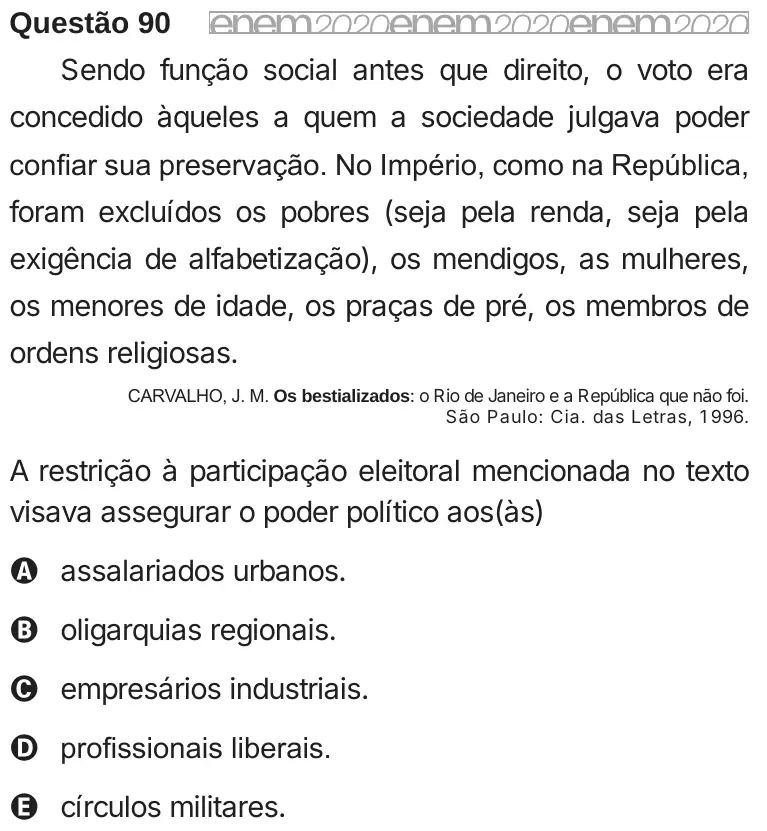 Questão 90 enem2020enem2020enem2020
Sendo função social antes que direito, o voto era
concedido àqueles a quem a sociedade julgava poder
confiar sua preservação. No Império, como na República,
foram excluídos os pobres (seja pela renda, seja pela
exigência de alfabetização), os mendigos, as mulheres,
os menores de idade, os praças de pré, os membros de
ordens religiosas.
CARVALHO, J. M. Os bestializados: o Rio de Janeiro e a República que não foi.
São Paulo: Cia. das Letras, 1996.
A restrição à participação eleitoral mencionada no texto
visava assegurar o poder político aos(às)
A assalariados urbanos.
B oligarquias regionais.
C empresários industriais.
D profissionais liberais.
E círculos militares.